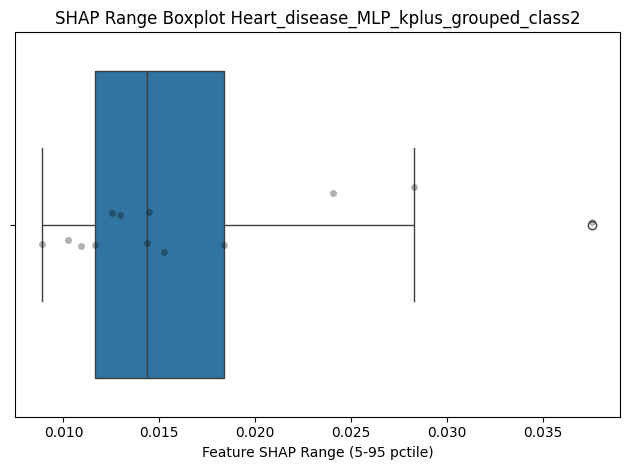 SHAP Range Boxplot Heart_disease_MLP_kplus_grouped_class2
0.010 0.015 0.020 0.025 0.030 0.035
Feature SHAP Range (5-95 pctile)